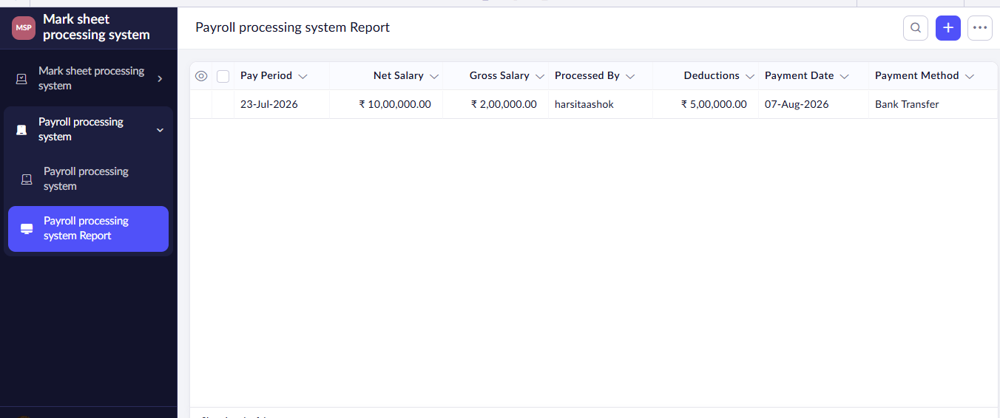 MSP
Mark sheet
processing system
Payroll processing system Report
Mark sheet processing
system
Payroll processing
system
Payroll processing
system
Payroll processing
system Report
Pay Period Net Salary Gross Salary Processed By Deductions Payment Date Payment Method
23-Jul-2026 ₹ 10,00,000.00 ₹ 2,00,000.00 harsitaashok ₹ 5,00,000.00 07-Aug-2026 Bank Transfer